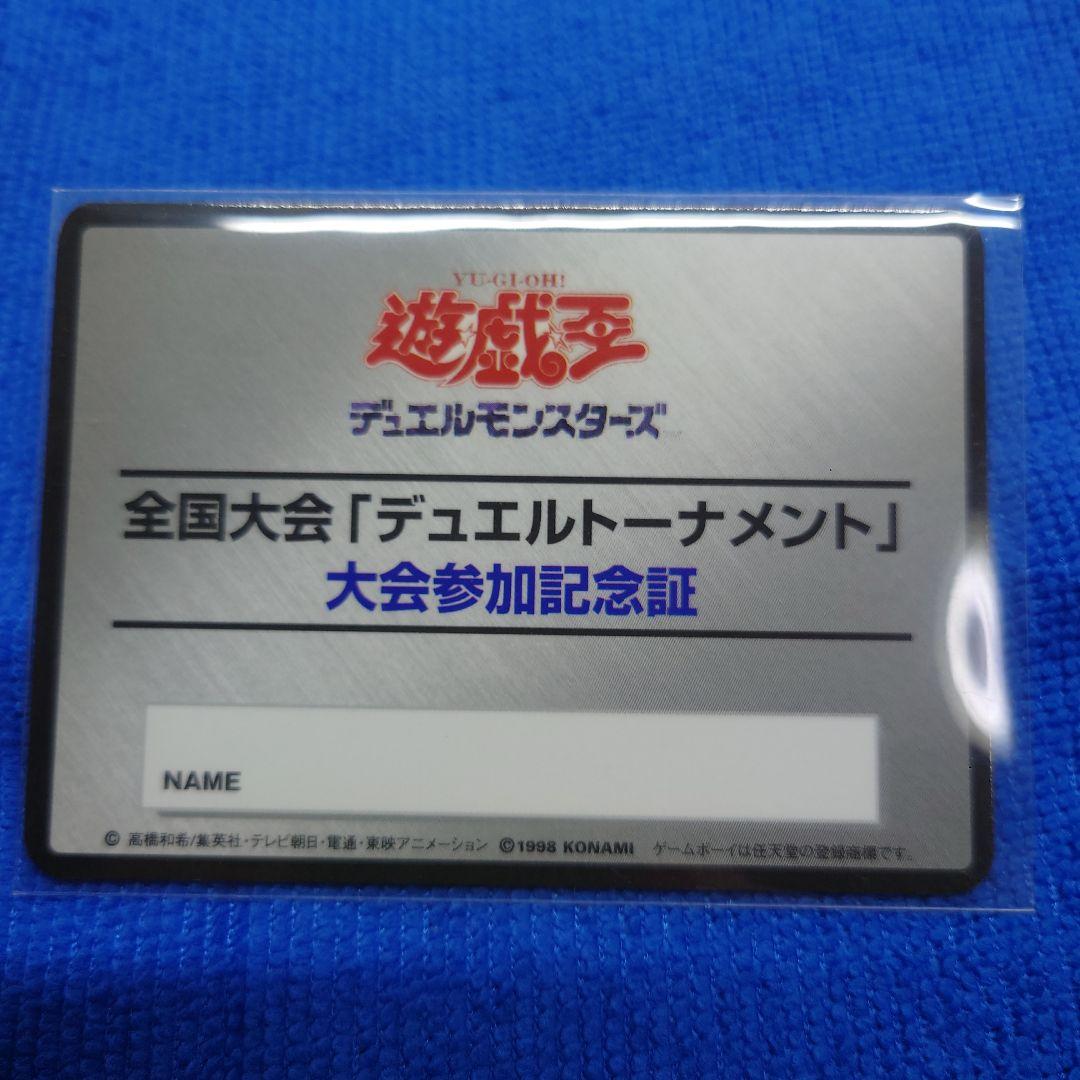 YU-GI-OH!
遊戯王
デュエルモンスターズ
全国大会「デュエルトーナメント」
大会参加記念証
NAME
© 高橋和希/集英社・テレビ朝日・電通・東映アニメーション ©1998 KONAMI ゲームボーイは任天堂の登録商標です。